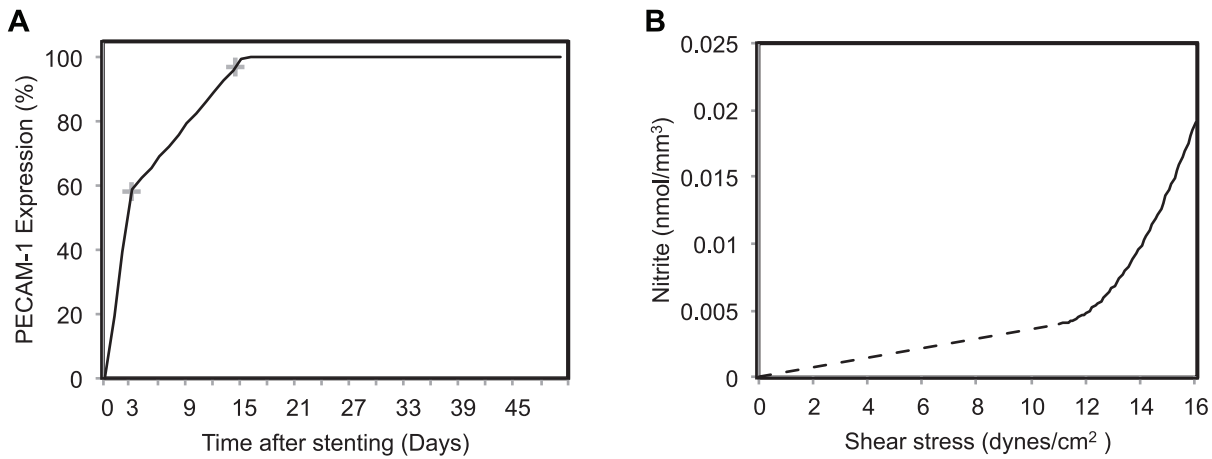 A
PECAM-1 Expression (%)
100
80
60
40
20
0
0 3 9 15 21 27 33 39 45
Time after stenting (Days)
B
Nitrite (nmol/mm³)
0.025
0.02
0.015
0.01
0.005
0
0 2 4 6 8 10 12 14 16
Shear stress (dynes/cm² )